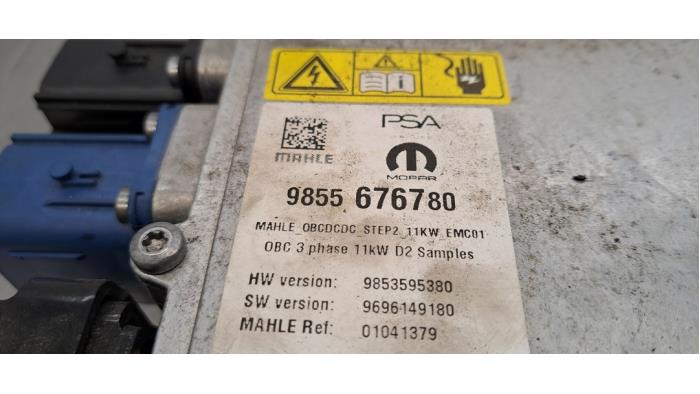 PSA
MAHLE
MOPAR
9855 676780
MAHLE_OBCDCDC_STEP2_11KW_EMC01
OBC 3 phase 11kW D2 Samples
HW version: 9853595380
SW version: 9696149180
MAHLE Ref: 01041379